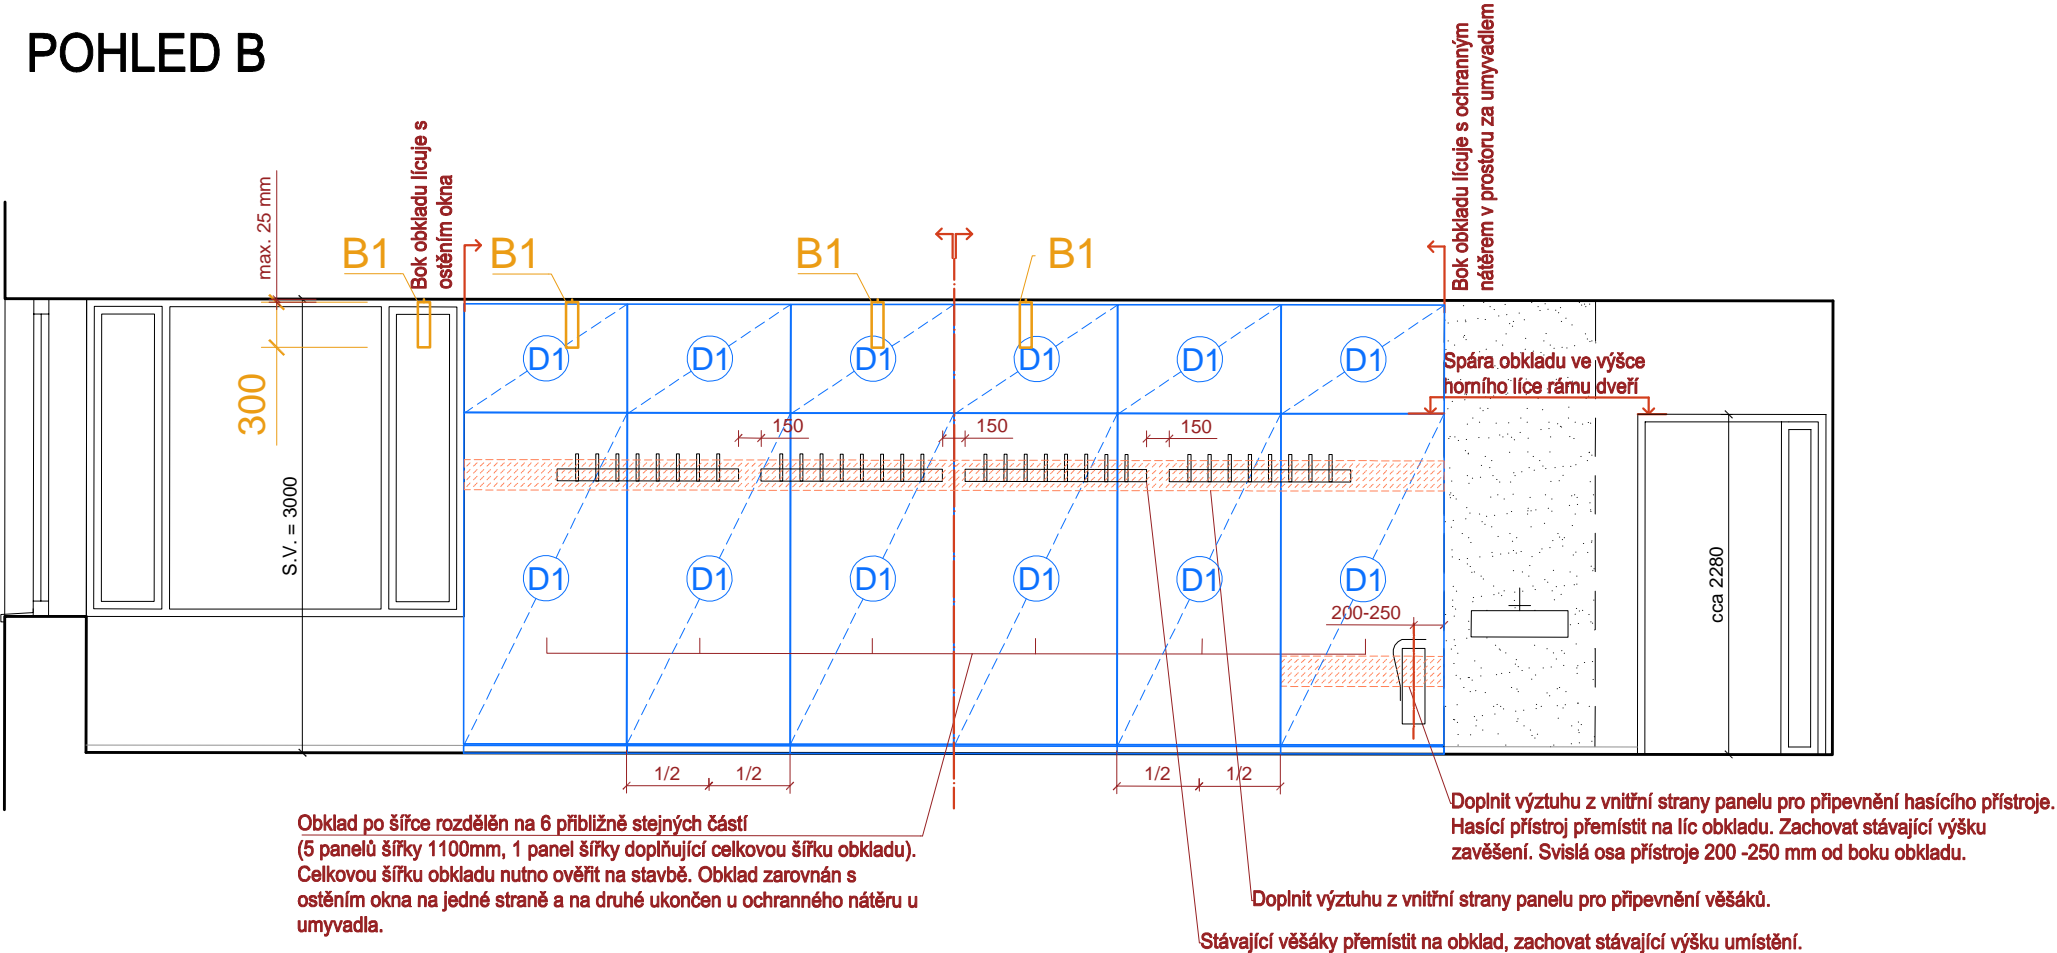 POHLED B
Bok obkladu lícuje s
ostěním okna
Bok obkladu lícuje s ochranným
nátěrem v prostoru za umyvadlem
max. 25 mm
B1
B1
B1
B1
300
S.V. = 3000
D1
D1
D1
D1
D1
D1
Spára obkladu ve výšce
horního líce rámu dveří
150
150
150
D1
D1
D1
D1
D1
D1
200-250
cca 2280
1/2
1/2
1/2
1/2
Obklad po šířce rozdělěn na 6 přibližně stejných částí
(5 panelů šířky 1100mm, 1 panel šířky doplňující celkovou šířku obkladu).
Celkovou šířku obkladu nutno ověřit na stavbě. Obklad zarovnán s
ostěním okna na jedné straně a na druhé ukončen u ochranného nátěru u
umyvadla.
Doplnit výztuhu z vnitřní strany panelu pro připevnění hasícího přístroje.
Hasící přístroj přemístit na líc obkladu. Zachovat stávající výšku
zavěšení. Svislá osa přístroje 200 -250 mm od boku obkladu.
Doplnit výztuhu z vnitřní strany panelu pro připevnění věšáků.
Stávající věšáky přemístit na obklad, zachovat stávající výšku umístění.